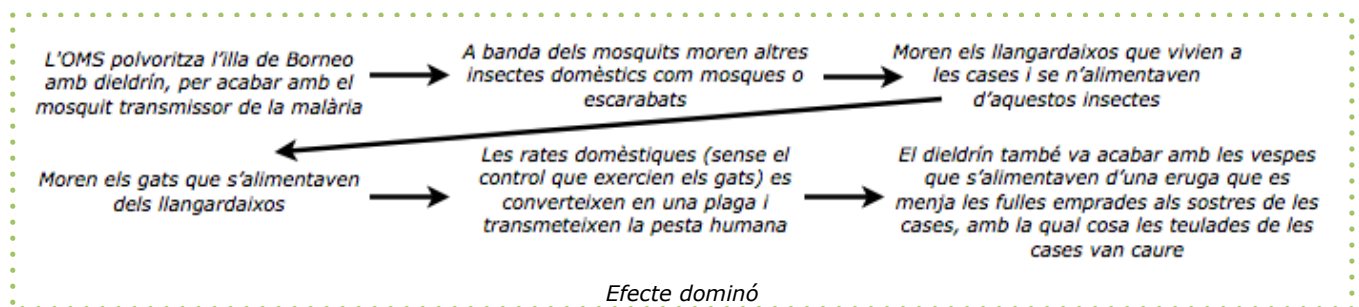 L'OMS polvoritza l'illa de Borneo
amb dieldrín, per acabar amb el
mosquit transmissor de la malària
A banda dels mosquits moren altres
insectes domèstics com mosques o
escarabats
Moren els llangardaixos que vivien a
les cases i se n'alimentaven
d'aquestos insectes
Moren els gats que s'alimentaven
dels llangardaixos
Les rates domèstiques (sense el
control que exercien els gats) es
converteixen en una plaga i
transmeteixen la pesta humana
El dieldrín també va acabar amb les vespes
que s'alimentaven d'una eruga que es
menja les fulles emprades als sostres de les
cases, amb la qual cosa les teulades de les
cases van caure
Efecte dominó